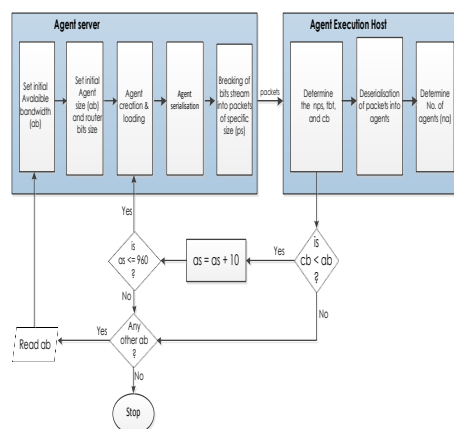 Agent server
Set initial
Avalaible
bandwidth
(ab)
Set initial
Agent
size (ab)
and router
bits size
Agent
creation &
loading
Agent
serialisation
Breaking of
bits stream
into packets
of specific
size (ps)
packets
Agent Execution Host
Determine
the nps, tbt,
and cb
Deserialisation
of packets into
agents
Determine
No. of
agents (na)
Yes
is
as <= 960
?
as = as + 10
Yes
is
cb < ab
?
No
No
Read ab
Yes
Any
other ab
?
No
Stop